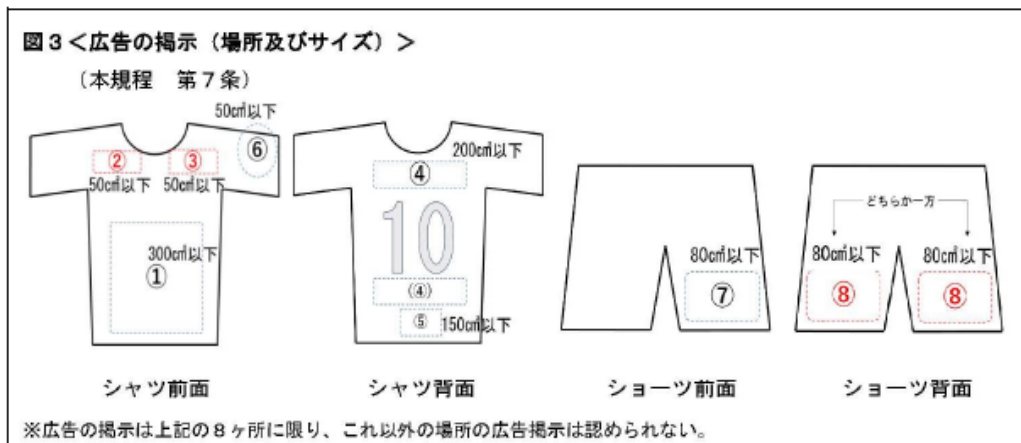 図3<広告の掲示(場所及びサイズ)>
(本規程 第7条)
50㎠以下
⑥
② ③
50㎠以下 50㎠以下
300㎠以下
①
200㎠以下
④
10
(④)
⑤ 150㎠以下
80㎠以下
⑦
どちらか一方
80㎠以下 80㎠以下
⑧ ⑧
シャツ前面 シャツ背面 ショーツ前面 ショーツ背面
※広告の掲示は上記の8ヶ所に限り、これ以外の場所の広告掲示は認められない。